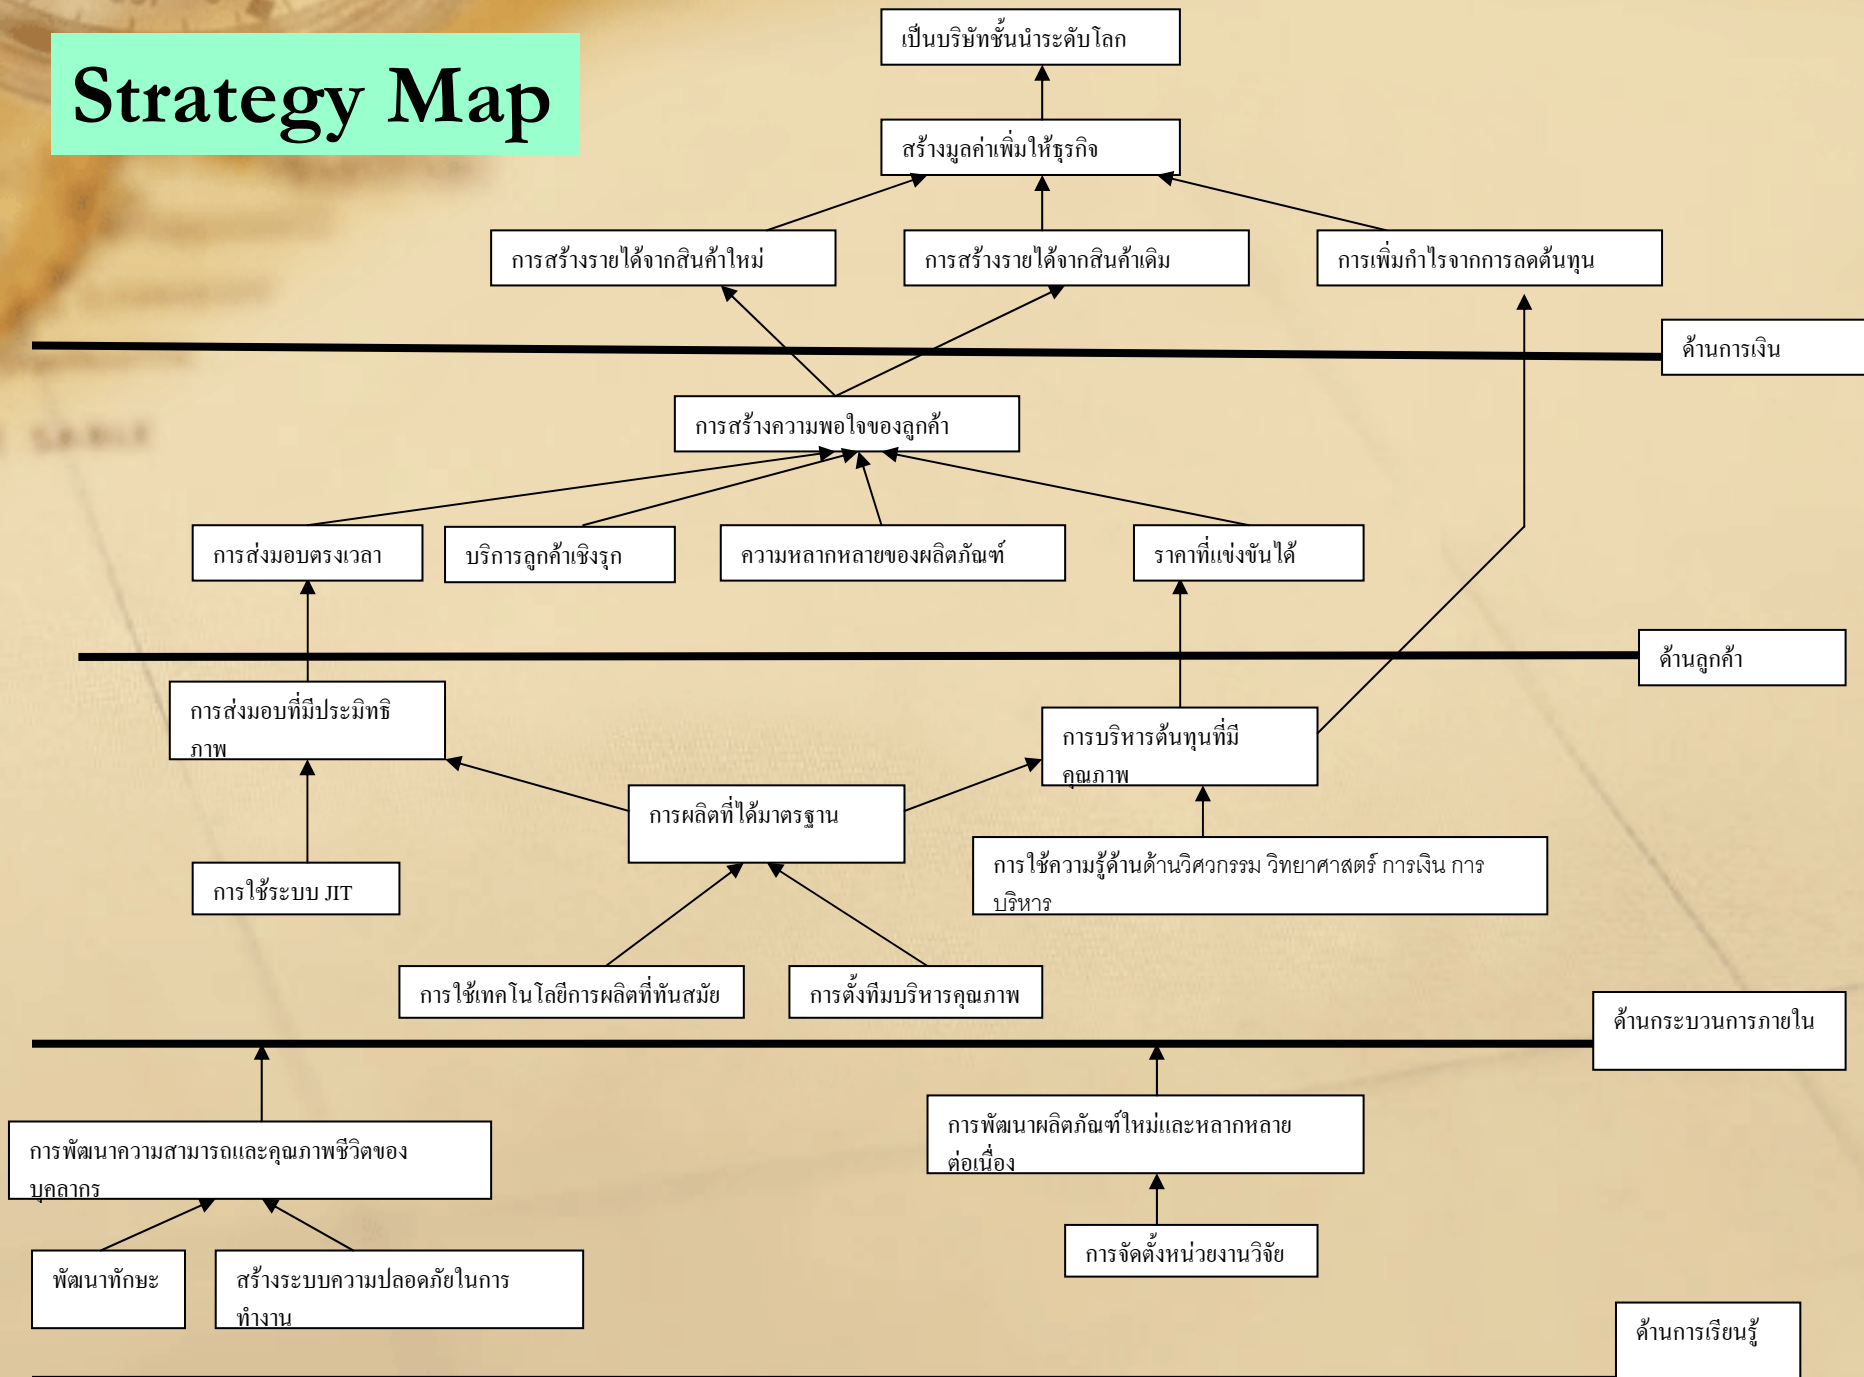 เป็นบริษัทชั้นนำระดับโลก
Strategy Map
สร้างมูลค่าเพิ่มให้ธุรกิจ
การสร้างรายได้จากสินค้าใหม่
การสร้างรายได้จากสินค้าเดิม
การเพิ่มกำไรจากการลดต้นทุน
ด้านการเงิน
การสร้างความพอใจของลูกค้า
SABLE
การส่งมอบตรงเวลา
บริการลูกค้าเชิงรุก
ความหลากหลายของผลิตภัณฑ์
ราคาที่แข่งขันได้
ด้านลูกค้า
การส่งมอบที่มีประมิทธิ
ภาพ
การบริหารต้นทุนที่มี
คุณภาพ
การผลิตที่ได้มาตรฐาน
การใช้ระบบ JIT
การใช้ความรู้ด้านด้านวิศวกรรม วิทยาศาสตร์ การเงิน การ
บริหาร
การใช้เทคโนโลยีการผลิตที่ทันสมัย
การตั้งทีมบริหารคุณภาพ
ด้านกระบวนการภายใน
การพัฒนาความสามารถและคุณภาพชีวิตของ
บุคลากร
การพัฒนาผลิตภัณฑ์ใหม่และหลากหลาย
ต่อเนื่อง
พัฒนาทักษะ
สร้างระบบความปลอดภัยในการ
ทำงาน
การจัดตั้งหน่วยงานวิจัย
ด้านการเรียนรู้